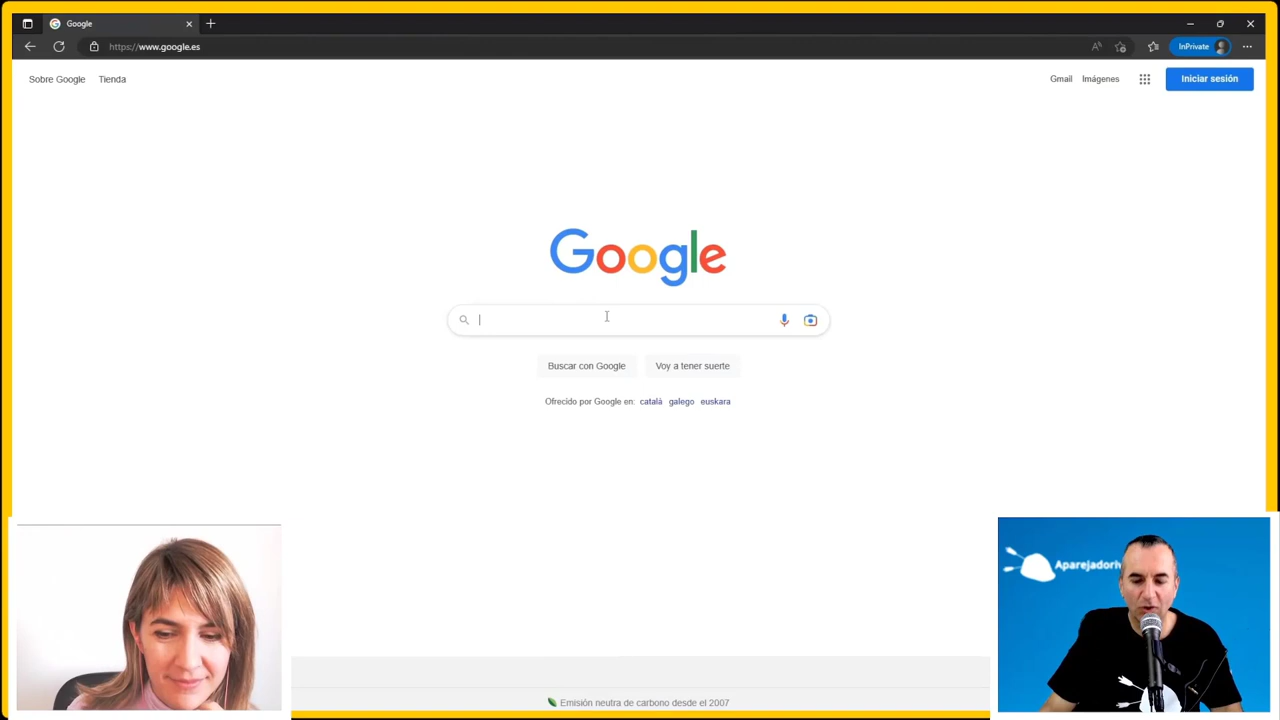 Google
https://www.google.es
InPrivate
Sobre Google Tienda
Gmail Imágenes Iniciar sesión
Google
Buscar con Google Voy a tener suerte
Ofrecido por Google en: català galego euskara
Emisión neutra de carbono desde el 2007